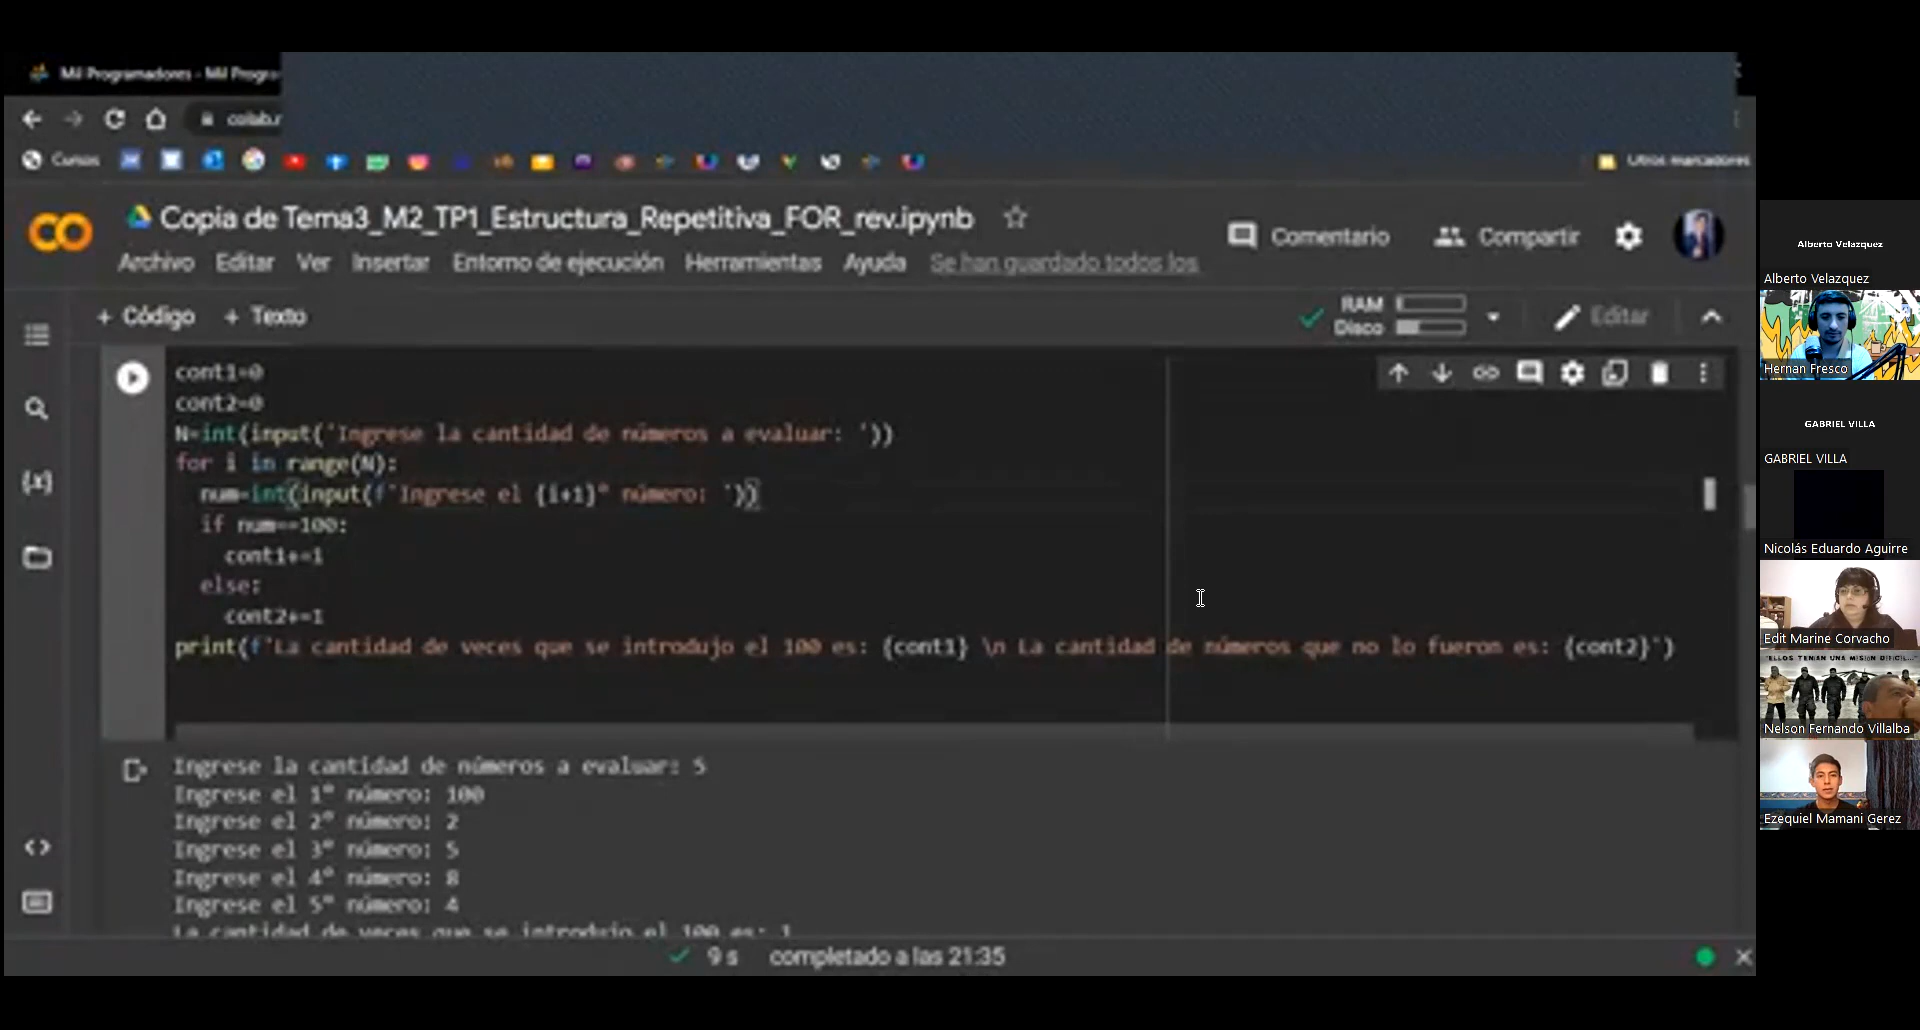 Mil Programadores - Mil Progra
colab.r
Cursos
Otros marcadores
Copia de Tema3_M2_TP1_Estructura_Repetitiva_FOR_rev.ipynb
Comentario
Compartir
Archivo Editar Ver Insertar Entorno de ejecución Herramientas Ayuda Se han guardado todos los
+ Código + Texto
RAM
Disco
Editar
cont1=0
cont2=0
N=int(input('Ingrese la cantidad de números a evaluar: '))
for i in range(N):
num=int(input(f'Ingrese el {i+1}° número: '))
if num==100:
cont1+=1
else:
cont2+=1
print(f'La cantidad de veces que se introdujo el 100 es: {cont1} \n La cantidad de números que no lo fueron es: {cont2}')
Ingrese la cantidad de números a evaluar: 5
Ingrese el 1° número: 100
Ingrese el 2° número: 2
Ingrese el 3° número: 5
Ingrese el 4° número: 8
Ingrese el 5° número: 4
La cantidad de veces que se introdujo el 100 es: 1
9 s completado a las 21:35
Alberto Velazquez
Alberto Velazquez
Hernan Fresco
GABRIEL VILLA
GABRIEL VILLA
Nicolás Eduardo Aguirre
Edit Marine Corvacho
"ELLOS TENIAN UNA MISION DIFICIL..."
Nelson Fernando Villalba
Ezequiel Mamani Gerez